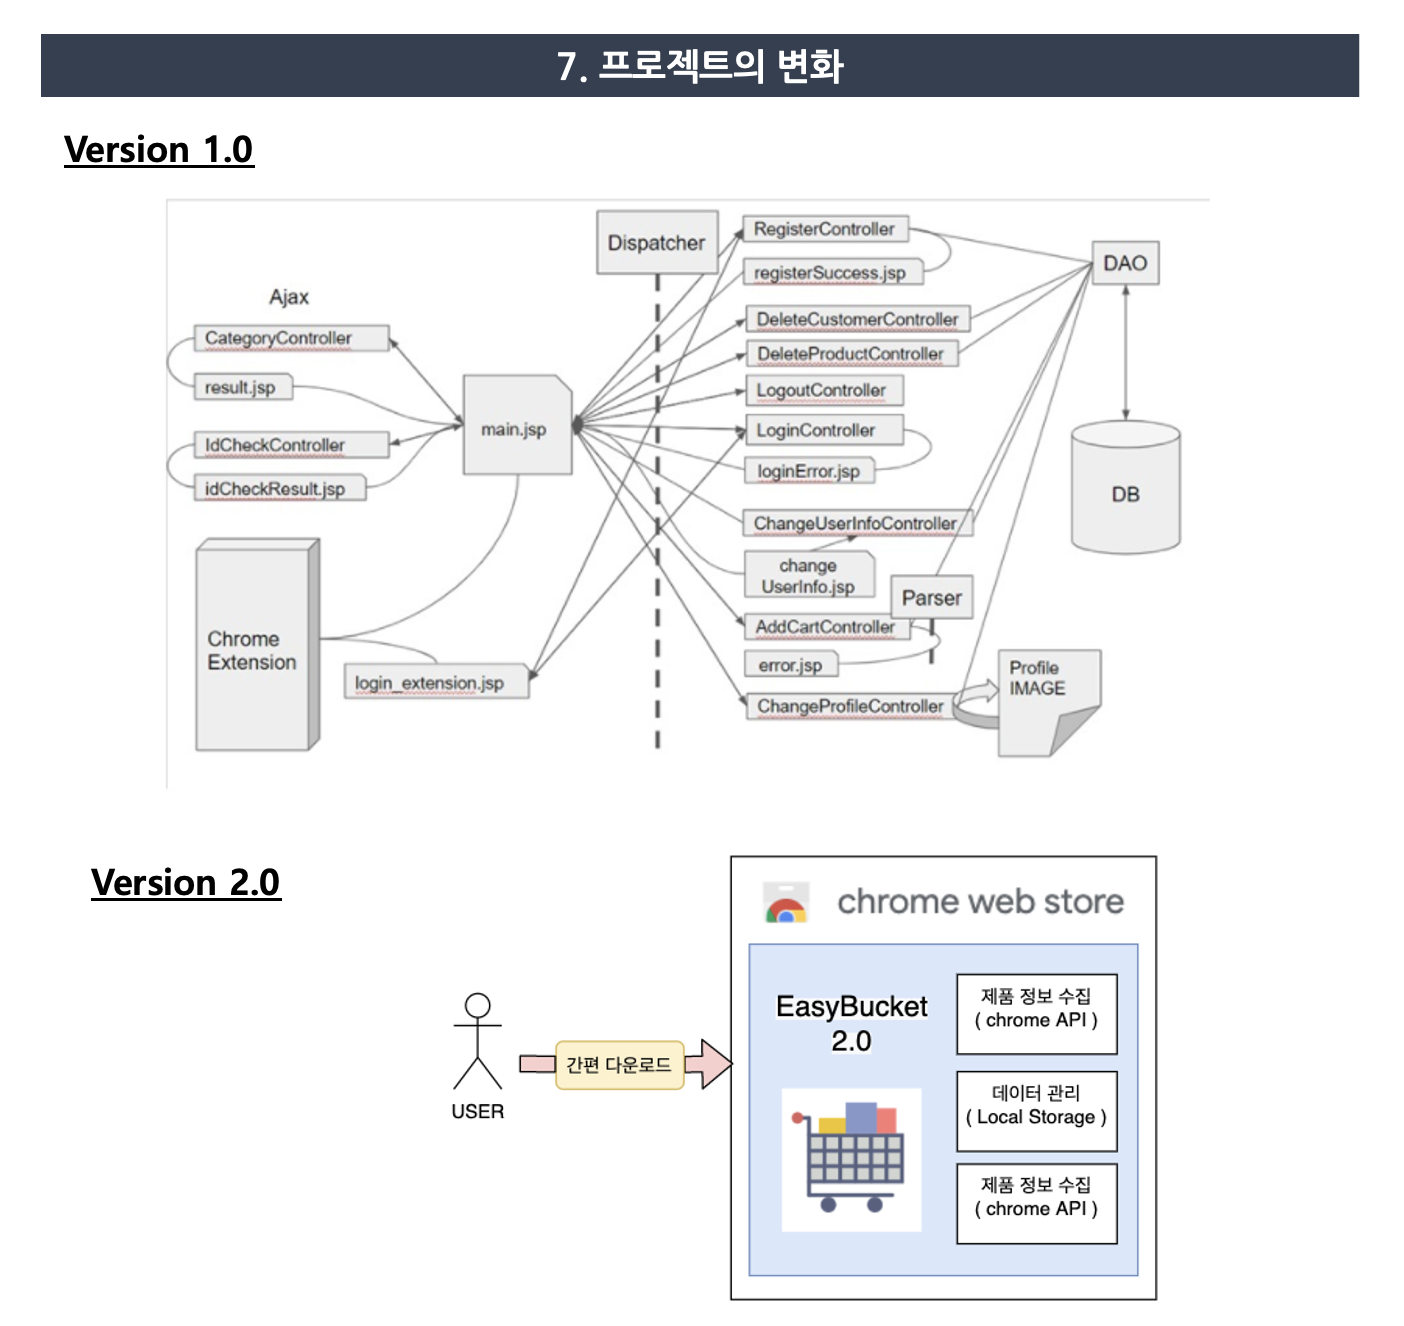 7. 프로젝트의 변화
Version 1.0
Dispatcher
Ajax
CategoryController
result.jsp
IdCheckController
idCheckResult.jsp
main.jsp
Chrome
Extension
login_extension.jsp
RegisterController
registerSuccess.jsp
DeleteCustomerController
DeleteProductController
LogoutController
LoginController
loginError.jsp
ChangeUserInfoController
change
UserInfo.jsp
Parser
AddCartController
error.jsp
ChangeProfileController
DAO
DB
Profile
IMAGE
Version 2.0
USER
간편 다운로드
chrome web store
EasyBucket
2.0
제품 정보 수집
( chrome API )
데이터 관리
( Local Storage )
제품 정보 수집
( chrome API )